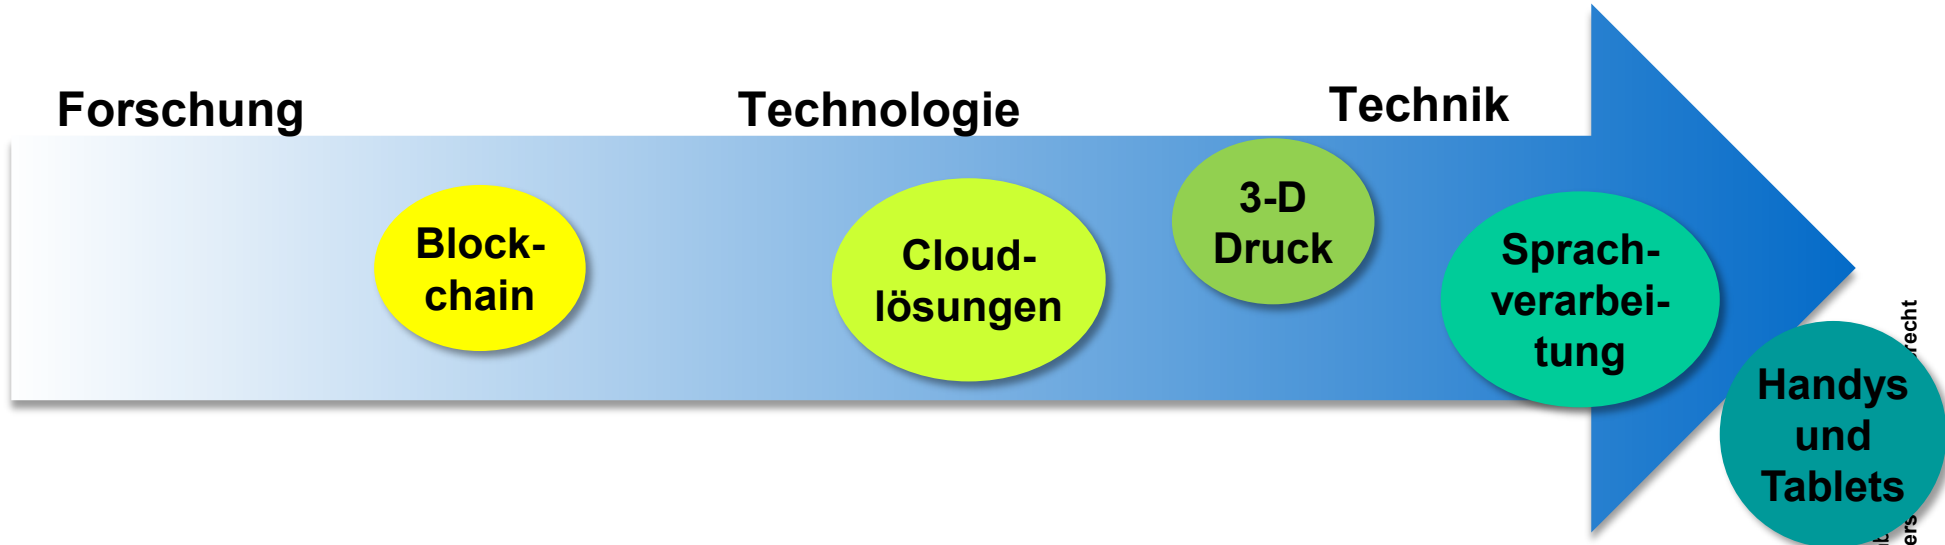 Forschung
Technologie
Technik
Block-
chain
Cloud-
lösungen
3-D
Druck
Sprach-
verarbei-
tung
Handys
und
Tablets